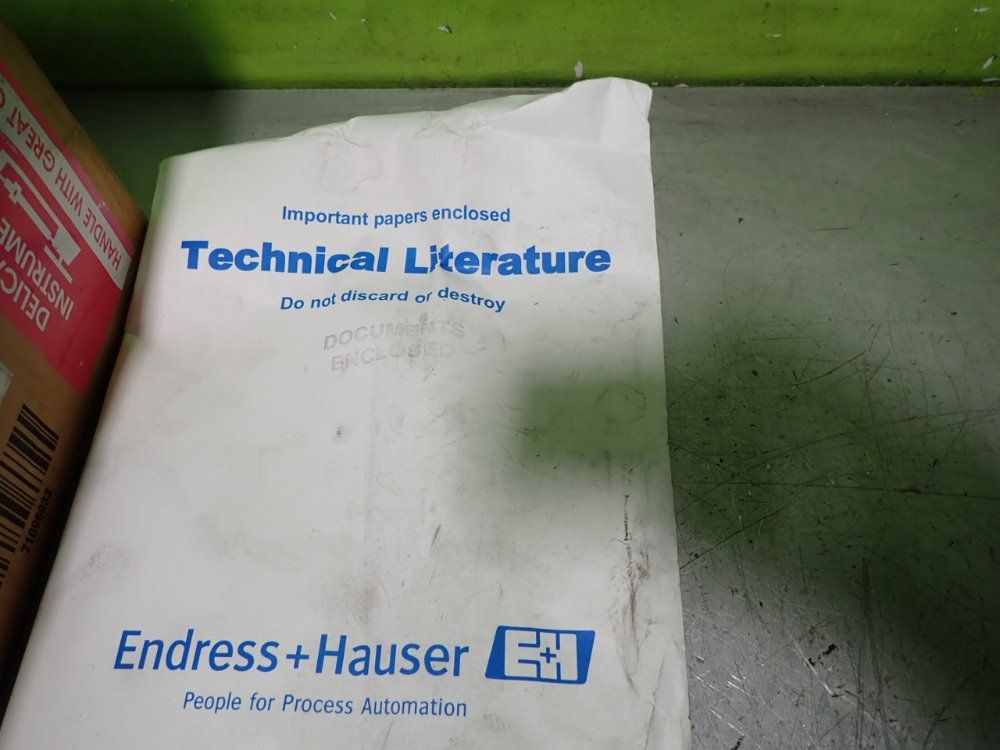 HANDLE WITH GREAT
DELICA
INSTRUME
71096033
Important papers enclosed
Technical Literature
Do not discard or destroy
DOCUMENTS
ENCLOSED
Endress+Hauser
E+H
People for Process Automation